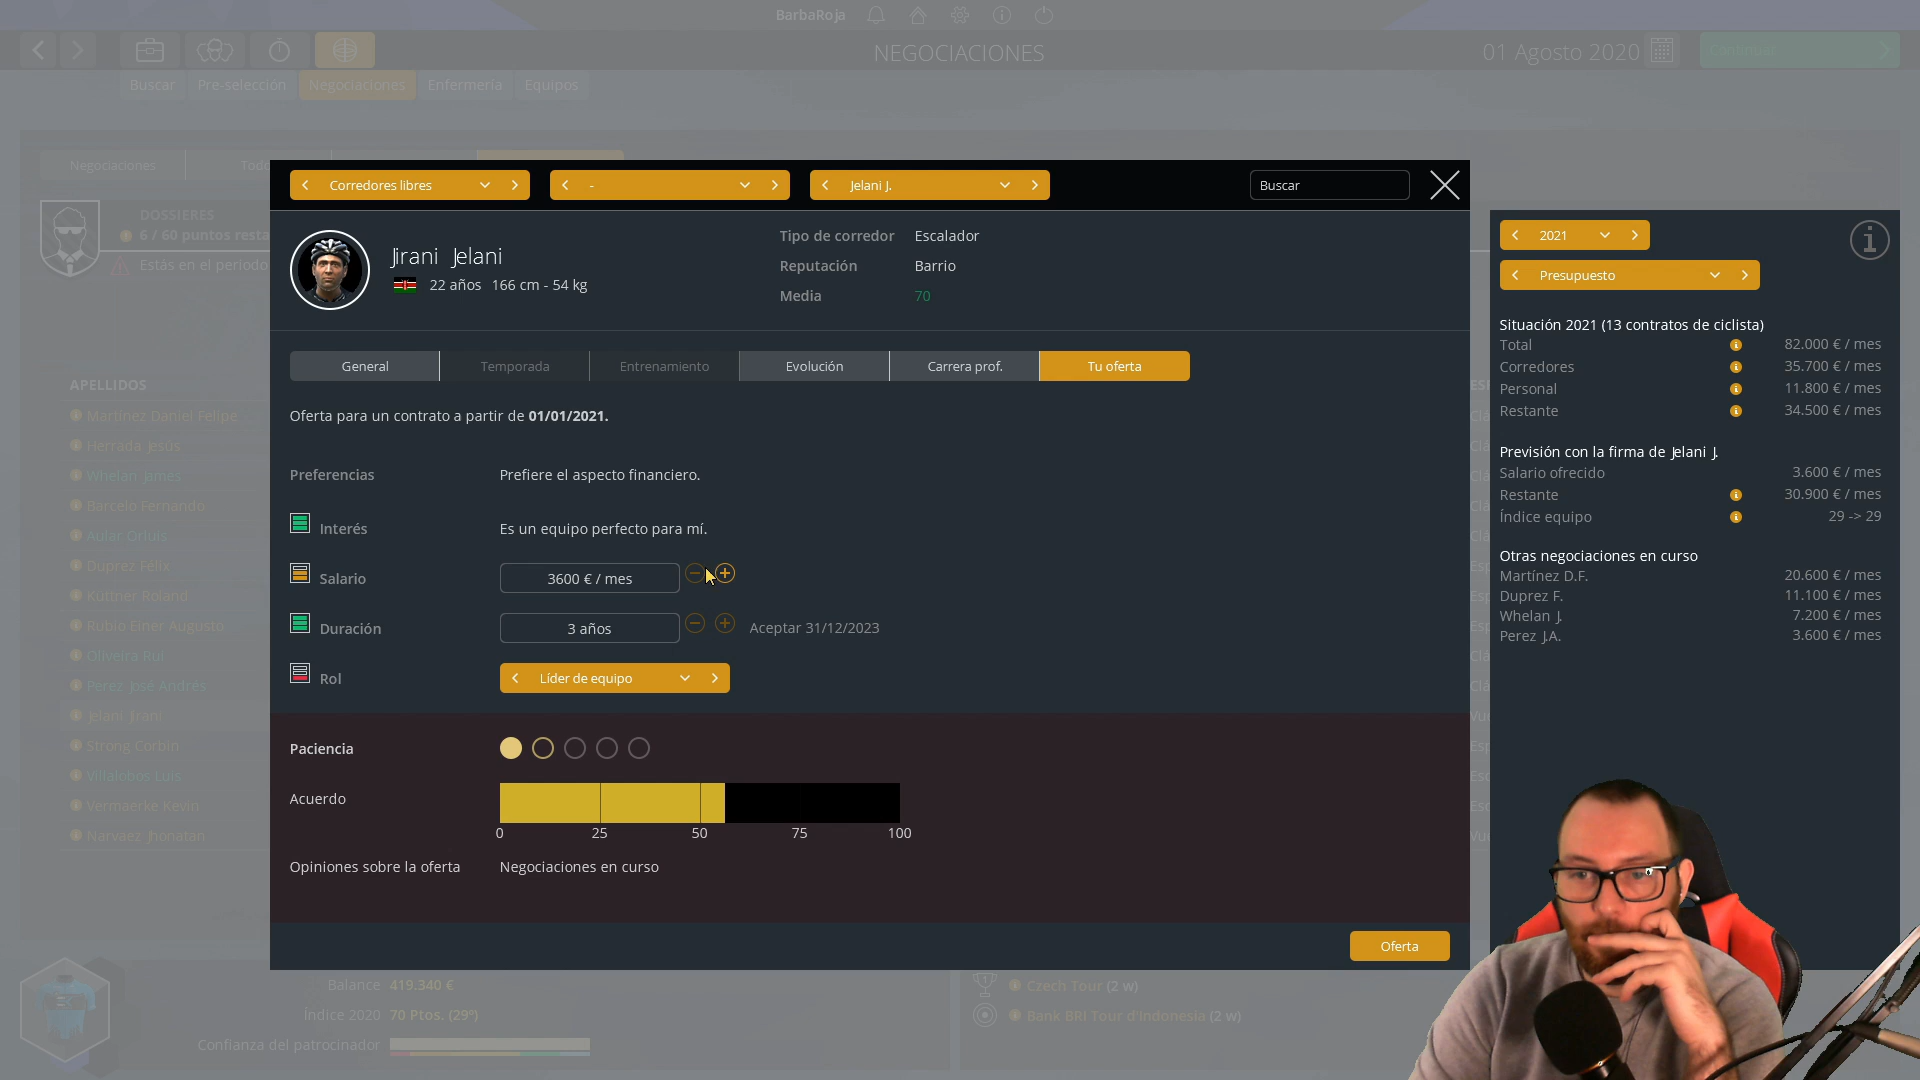 BarbaRoja
NEGOCIACIONES
01 Agosto 2020
Continuar
Buscar
Pre-selección
Negociaciones
Enfermería
Equipos
Negociaciones
Corredores libres
-
Jelani J.
Buscar
DOSSIERES
6 / 60 puntos resta
Estás en el periodo
Jirani Jelani
22 años 166 cm - 54 kg
Tipo de corredor Escalador
Reputación Barrio
Media 70
General
Temporada
Entrenamiento
Evolución
Carrera prof.
Tu oferta
Oferta para un contrato a partir de 01/01/2021.
Preferencias Prefiere el aspecto financiero.
Interés Es un equipo perfecto para mí.
Salario 3600 € / mes
Duración 3 años Aceptar 31/12/2023
Rol Líder de equipo
Paciencia
Acuerdo
0 25 50 75 100
Opiniones sobre la oferta Negociaciones en curso
Oferta
APELLIDOS
Martínez Daniel Felipe
Herrada Jesús
Whelan James
Barceló Fernando
Aular Orluis
Duprez Félix
Küttner Roland
Rubio Einer Augusto
Oliveira Rui
Perez José Andrés
Jelani Jirani
Strong Corbin
Villalobos Luis
Vermaerke Kevin
Narvaez Jhonatan
2021
Presupuesto
Situación 2021 (13 contratos de ciclista)
Total 82.000 € / mes
Corredores 35.700 € / mes
Personal 11.800 € / mes
Restante 34.500 € / mes
Previsión con la firma de Jelani J.
Salario ofrecido 3.600 € / mes
Restante 30.900 € / mes
Índice equipo 29 -> 29
Otras negociaciones en curso
Martínez D.F. 20.600 € / mes
Duprez F. 11.100 € / mes
Whelan J. 7.200 € / mes
Perez J.A. 3.600 € / mes
Balance 419.340 €
Índice 2020 70 Ptos. (29º)
Confianza del patrocinador
Czech Tour (2 w)
Bank BRI Tour d'Indonesia (2 w)